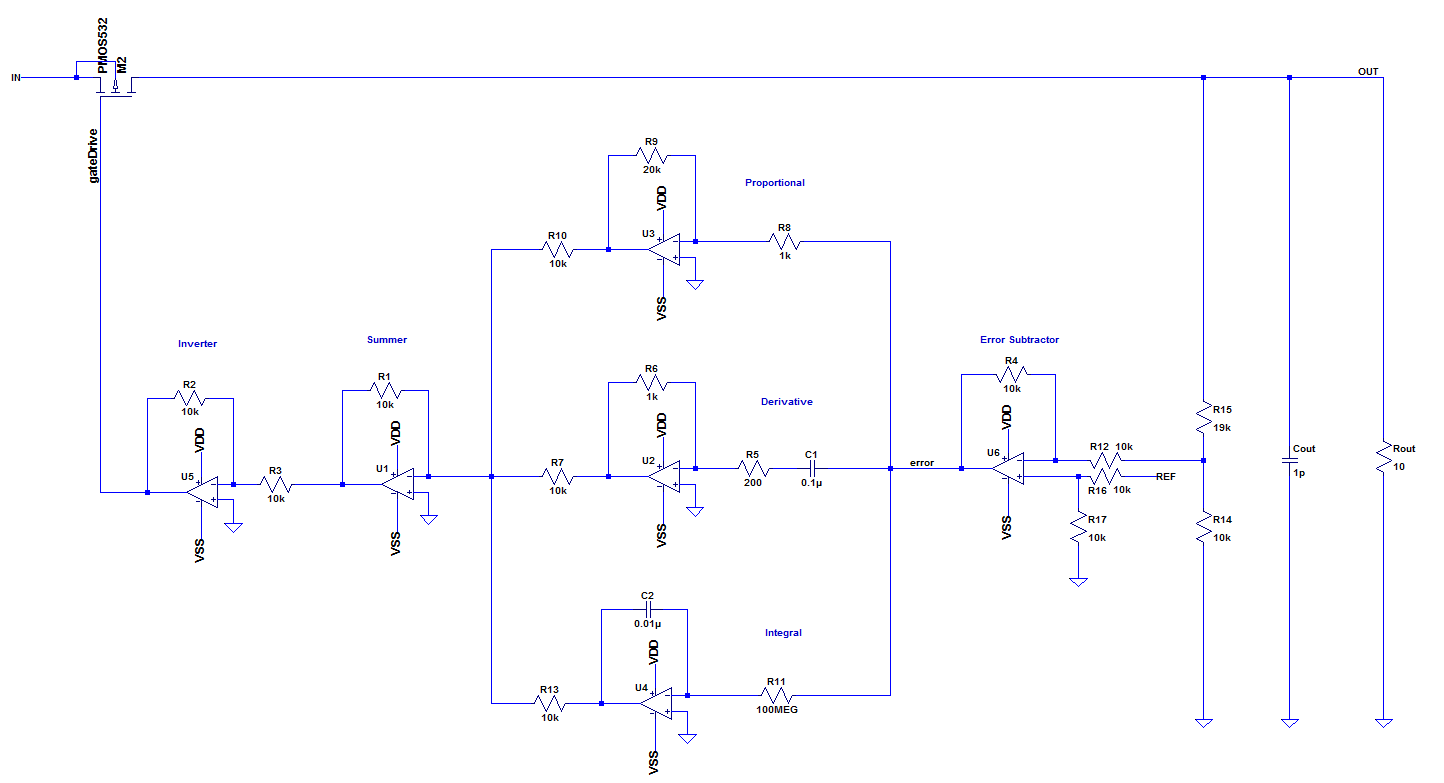 PMOS532
M2
IN
OUT
gateDrive
R9
20k
Proportional
VDD
U3
R10
10k
R8
1k
VSS
Inverter
Summer
Error Subtractor
R2
10k
R1
10k
R6
1k
Derivative
R4
10k
VDD
VDD
VDD
VDD
R15
19k
U5
R3
10k
U1
R7
10k
U2
R5
200
C1
0.1µ
error
U6
R12 10k
R16 10k
REF
Cout
1p
Rout
10
VSS
VSS
VSS
VSS
R17
10k
R14
10k
C2
0.01µ
Integral
VDD
U4
R13
10k
R11
100MEG
VSS